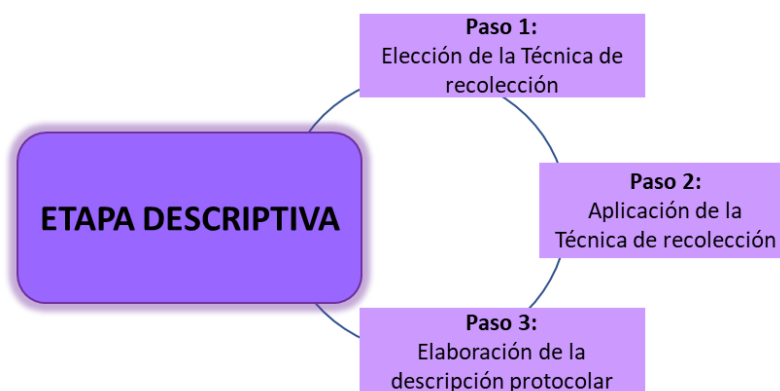 Paso 1:
Elección de la Técnica de
recolección
ETAPA DESCRIPTIVA
Paso 2:
Aplicación de la
Técnica de recolección
Paso 3:
Elaboración de la
descripción protocolar